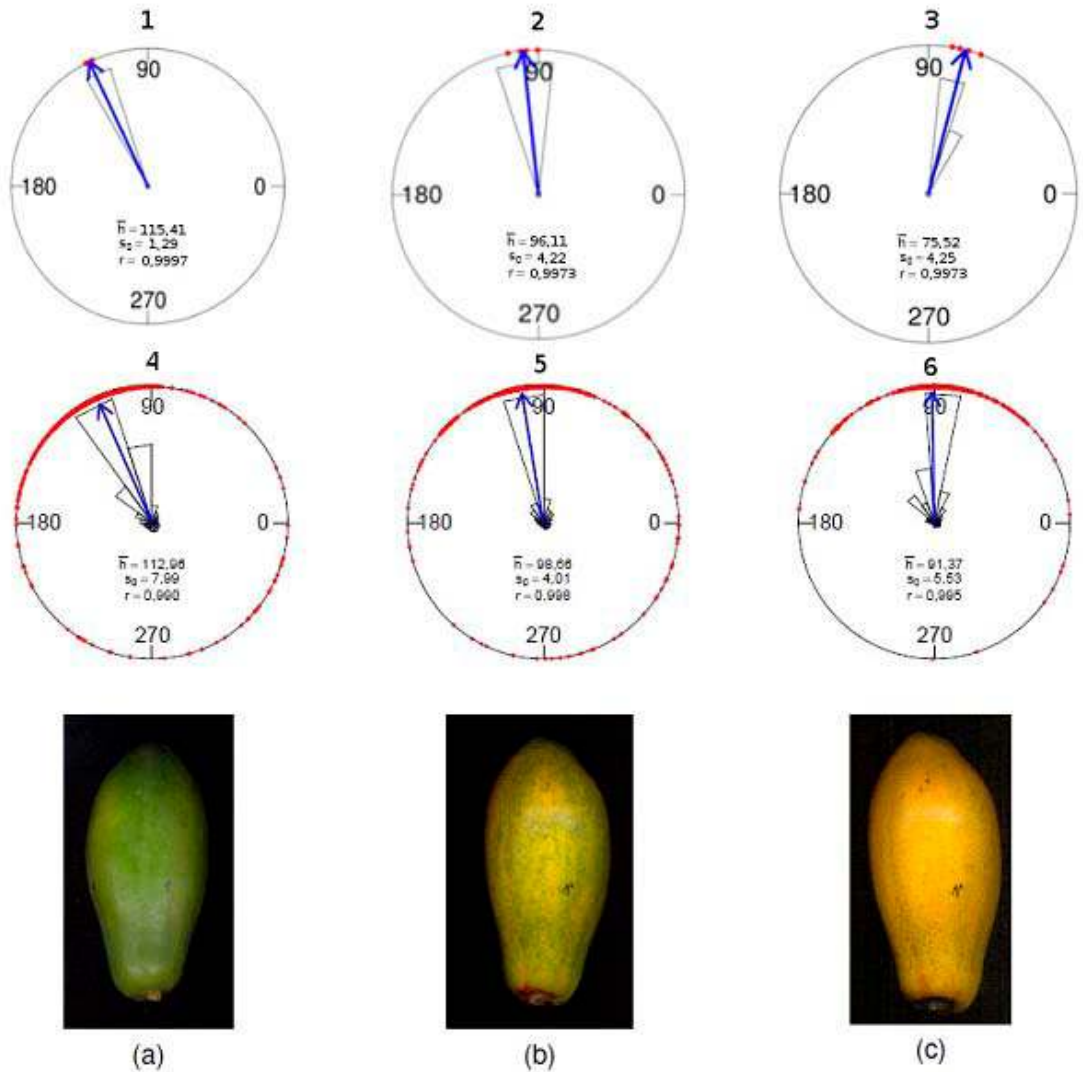 1
90
180
0
h̅ = 115,41
s₀ = 1,29
r = 0,9997
270
2
90
180
0
h̅ = 96,11
s₀ = 4,22
r = 0,9973
270
3
90
180
0
h̅ = 75,52
s₀ = 4,25
r = 0,9973
270
4
90
180
0
h̅ = 112,96
s₀ = 7,99
r = 0,990
270
5
90
180
0
h̅ = 98,66
s₀ = 4,01
r = 0,998
270
6
90
180
0
h̅ = 91,37
s₀ = 5,53
r = 0,995
270
(a)
(b)
(c)